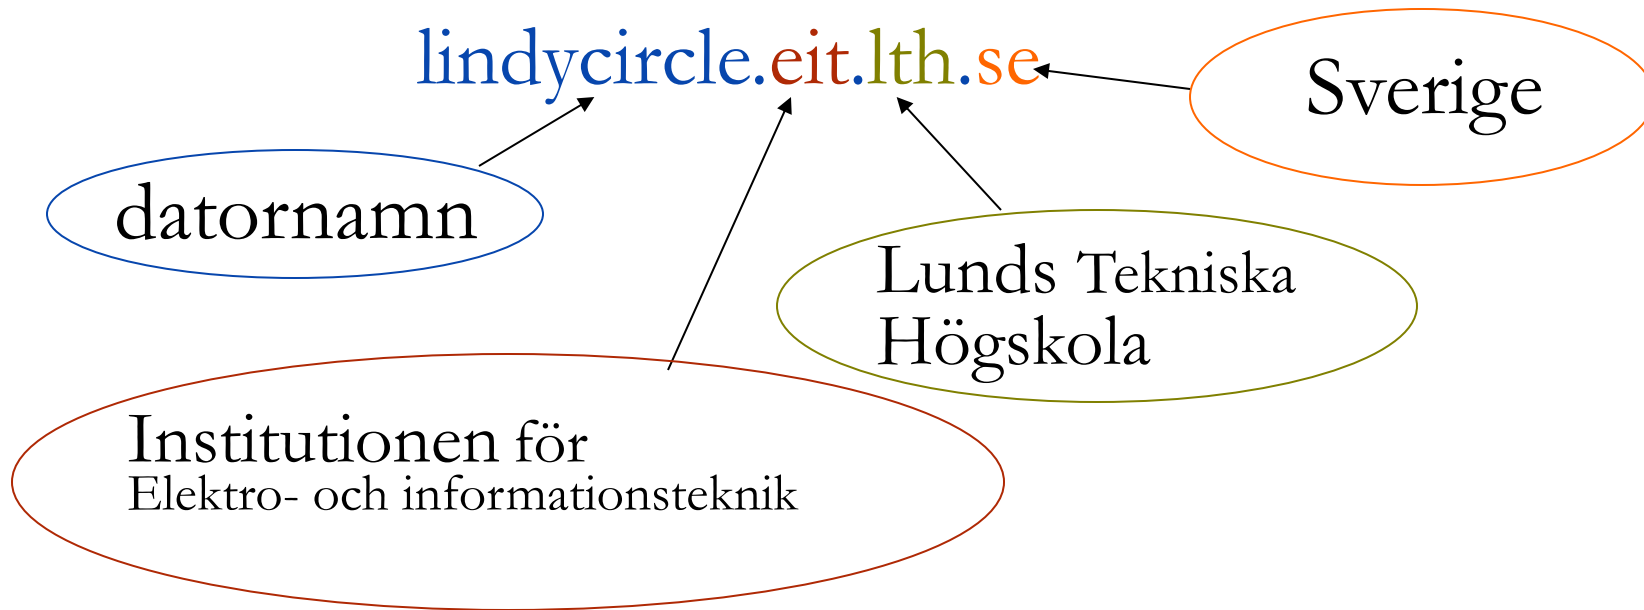 lindycircle.eit.lth.se
Sverige
datornamn
Lunds Tekniska
Högskola
Institutionen för
Elektro- och informationsteknik